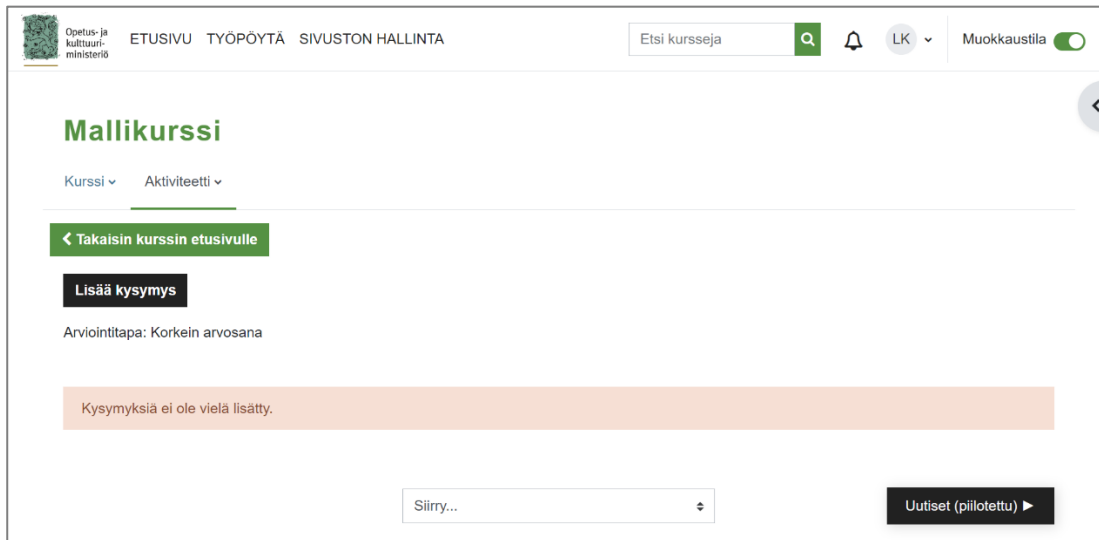 Opetus- ja
kulttuuri-
ministeriö
ETUSIVU TYÖPÖYTÄ SIVUSTON HALLINTA
Etsi kursseja
LK
Muokkaustila
Mallikurssi
Kurssi
Aktiviteetti
Takaisin kurssin etusivulle
Lisää kysymys
Arviointitapa: Korkein arvosana
Kysymyksiä ei ole vielä lisätty.
Siirry...
Uutiset (piilotettu) ►